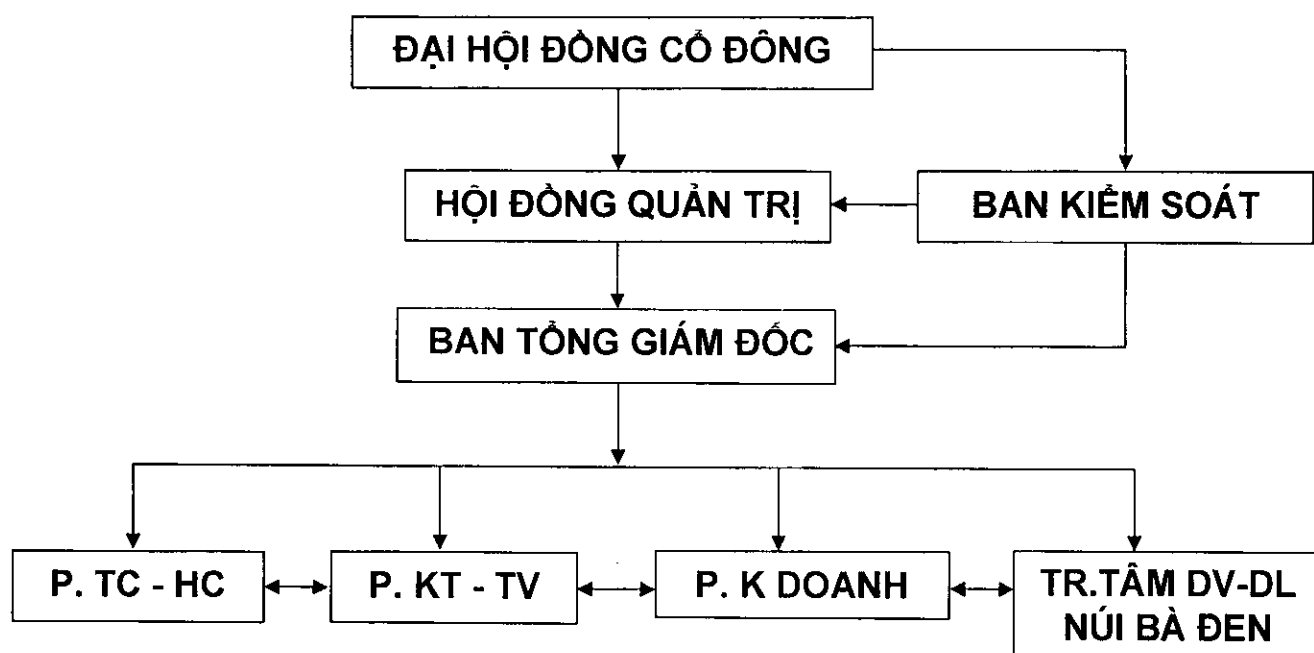 ĐẠI HỘI ĐỒNG CỔ ĐÔNG
HỘI ĐỒNG QUẢN TRỊ
BAN KIỂM SOÁT
BAN TỔNG GIÁM ĐỐC
P. TC - HC
P. KT - TV
P. K DOANH
TR.TÂM DV-DL
NÚI BÀ ĐEN